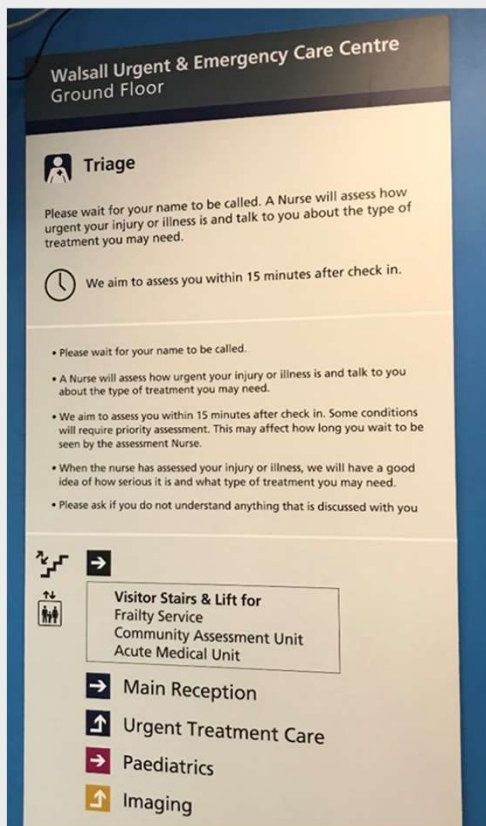 Walsall Urgent & Emergency Care Centre
Ground Floor
Triage
Please wait for your name to be called. A Nurse will assess how
urgent your injury or illness is and talk to you about the type of
treatment you may need.
We aim to assess you within 15 minutes after check in.
• Please wait for your name to be called.
• A Nurse will assess how urgent your injury or illness is and talk to you
about the type of treatment you may need.
• We aim to assess you within 15 minutes after check in. Some conditions
will require priority assessment. This may affect how long you wait to be
seen by the assessment Nurse.
• When the nurse has assessed your injury or illness, we will have a good
idea of how serious it is and what type of treatment you may need.
• Please ask if you do not understand anything that is discussed with you
Visitor Stairs & Lift for
Frailty Service
Community Assessment Unit
Acute Medical Unit
Main Reception
Urgent Treatment Care
Paediatrics
Imaging